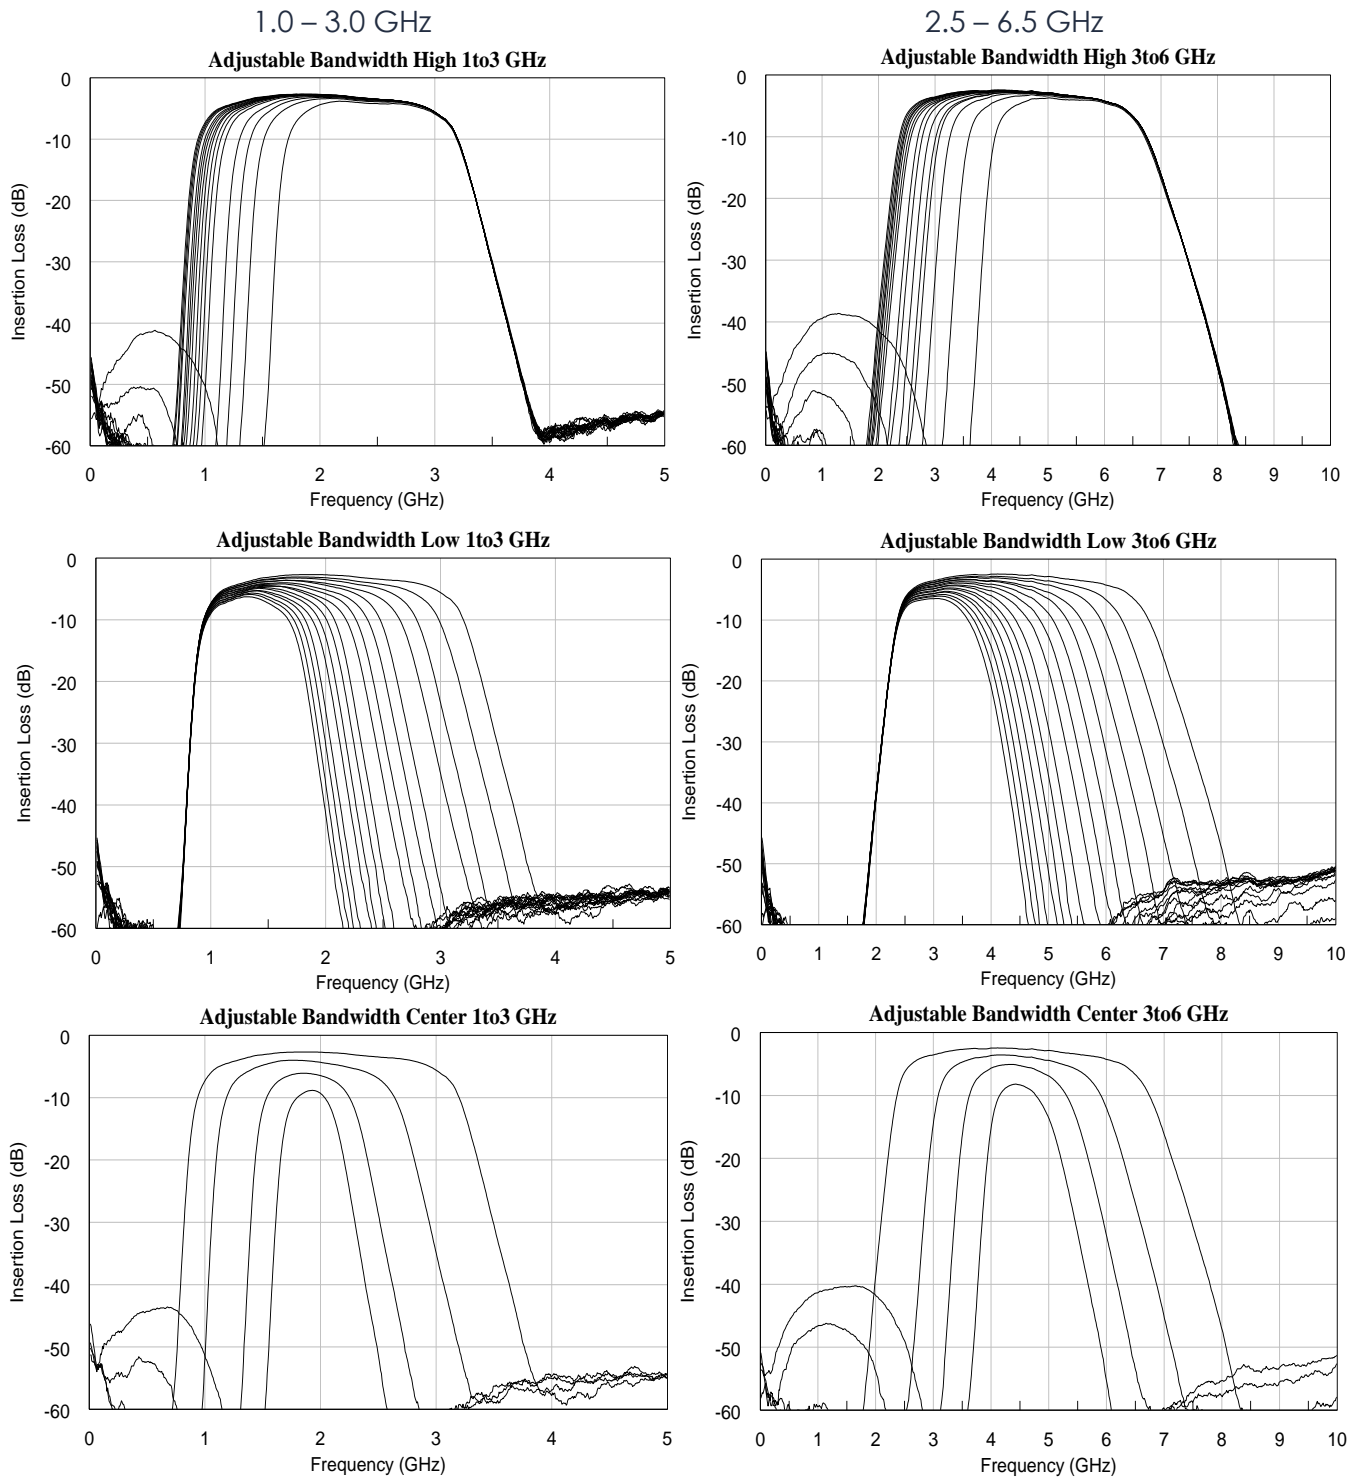 1.0 – 3.0 GHz
2.5 – 6.5 GHz
Adjustable Bandwidth High 1to3 GHz
0
-10
-20
-30
-40
-50
-60
Insertion Loss (dB)
0 1 2 3 4 5
Frequency (GHz)
Adjustable Bandwidth High 3to6 GHz
0
-10
-20
-30
-40
-50
-60
Insertion Loss (dB)
0 1 2 3 4 5 6 7 8 9 10
Frequency (GHz)
Adjustable Bandwidth Low 1to3 GHz
0
-10
-20
-30
-40
-50
-60
Insertion Loss (dB)
0 1 2 3 4 5
Frequency (GHz)
Adjustable Bandwidth Low 3to6 GHz
0
-10
-20
-30
-40
-50
-60
Insertion Loss (dB)
0 1 2 3 4 5 6 7 8 9 10
Frequency (GHz)
Adjustable Bandwidth Center 1to3 GHz
0
-10
-20
-30
-40
-50
-60
Insertion Loss (dB)
0 1 2 3 4 5
Frequency (GHz)
Adjustable Bandwidth Center 3to6 GHz
0
-10
-20
-30
-40
-50
-60
Insertion Loss (dB)
0 1 2 3 4 5 6 7 8 9 10
Frequency (GHz)